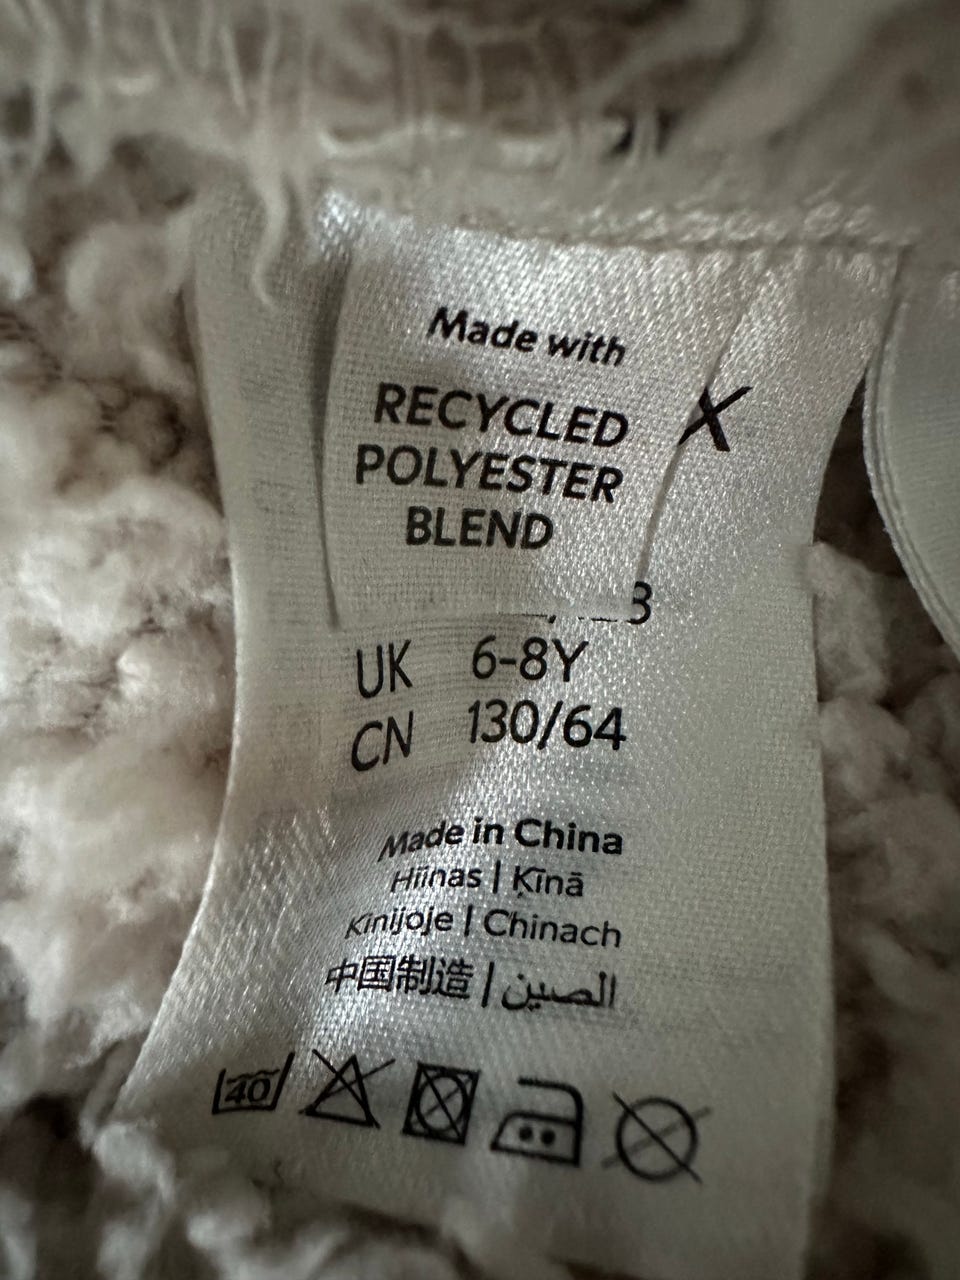 Made with
RECYCLED
POLYESTER
BLEND
X
UK 6-8Y
CN 130/64
Made in China
Hiinas | Ķīnā
Kinijoje | Chinach
中国制造 | الصين
40